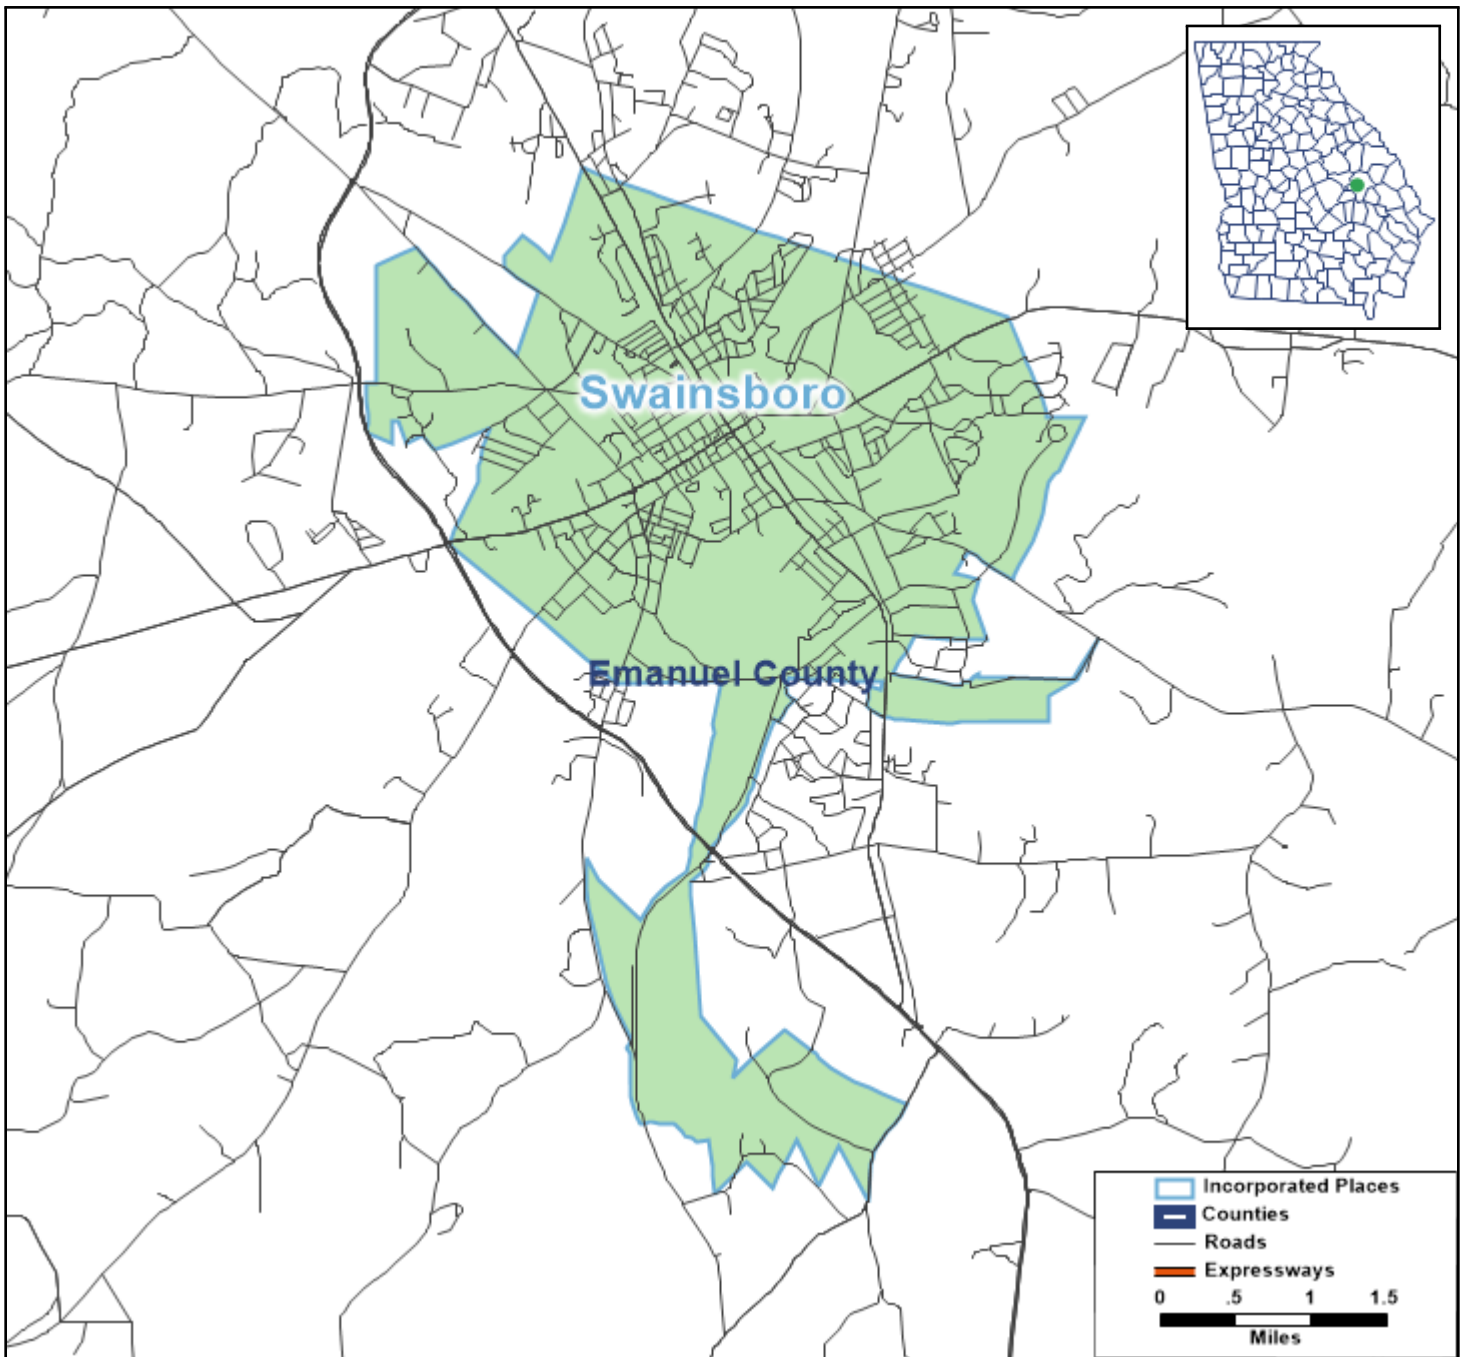 Swainsboro
Emanuel County
Incorporated Places
Counties
Roads
Expressways
0 .5 1 1.5
Miles